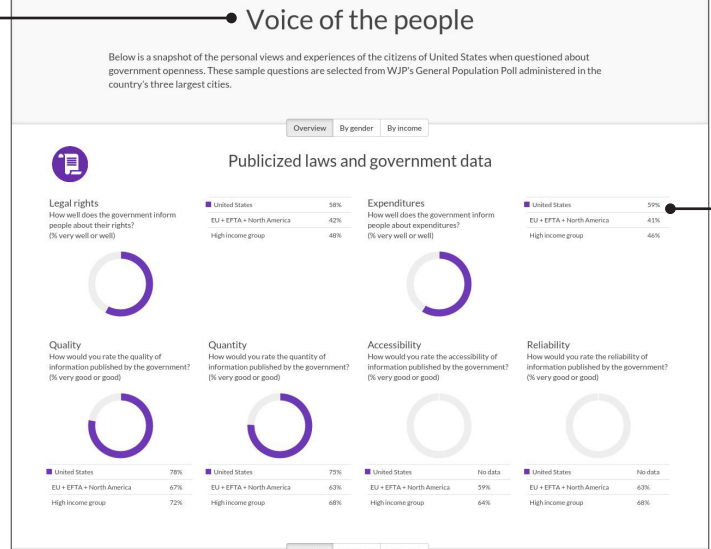 Voice of the people
Below is a snapshot of the personal views and experiences of the citizens of United States when questioned about
government openness. These sample questions are selected from WJP's General Population Poll administered in the
country's three largest cities.
Overview By gender By income
Publicized laws and government data
Legal rights
How well does the government inform
people about their rights?
(% very well or well)
United States 58%
EU + EFTA + North America 42%
High income group 48%
Expenditures
How well does the government inform
people about expenditures?
(% very well or well)
United States 59%
EU + EFTA + North America 41%
High income group 46%
Quality
How would you rate the quality of
information published by the government?
(% very good or good)
United States 78%
EU + EFTA + North America 67%
High income group 72%
Quantity
How would you rate the quantity of
information published by the government?
(% very good or good)
United States 75%
EU + EFTA + North America 63%
High income group 68%
Accessibility
How would you rate the accessibility of
information published by the government?
(% very good or good)
United States No data
EU + EFTA + North America 59%
High income group 64%
Reliability
How would you rate the reliability of
information published by the government?
(% very good or good)
United States No data
EU + EFTA + North America 63%
High income group 68%